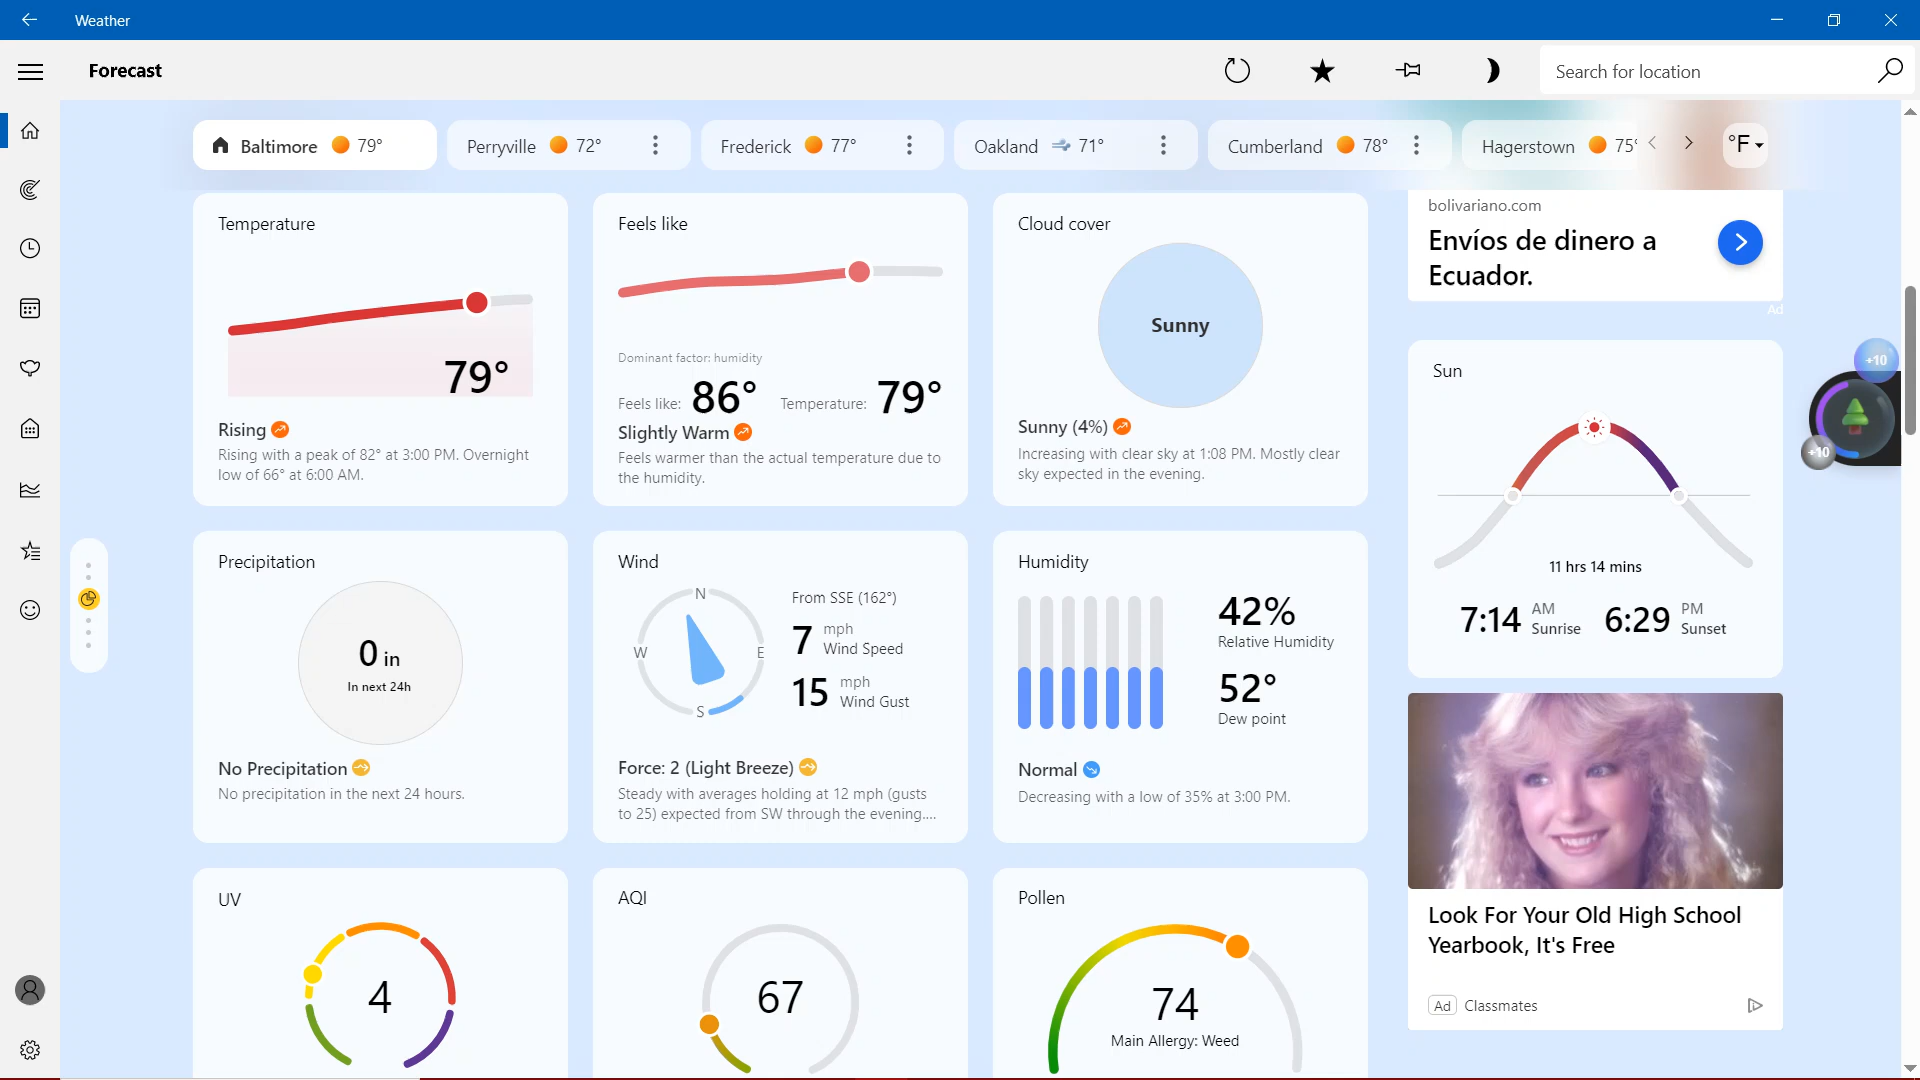 Weather
Forecast
Search for location
Baltimore 79°
Perryville 72°
Frederick 77°
Oakland 71°
Cumberland 78°
Hagerstown 75°
°F
Temperature
79°
Rising
Rising with a peak of 82° at 3:00 PM. Overnight
low of 66° at 6:00 AM.
Feels like
Dominant factor: humidity
Feels like: 86° Temperature: 79°
Slightly Warm
Feels warmer than the actual temperature due to
the humidity.
Cloud cover
Sunny
Sunny (4%)
Increasing with clear sky at 1:08 PM. Mostly clear
sky expected in the evening.
bolivariano.com
Envíos de dinero a
Ecuador.
Ad
+10
+10
Sun
11 hrs 14 mins
7:14 AM Sunrise
6:29 PM Sunset
Precipitation
0 in
In next 24h
No Precipitation
No precipitation in the next 24 hours.
Wind
N
W
E
S
From SSE (162°)
7 mph Wind Speed
15 mph Wind Gust
Force: 2 (Light Breeze)
Steady with averages holding at 12 mph (gusts
to 25) expected from SW through the evening....
Humidity
42%
Relative Humidity
52°
Dew point
Normal
Decreasing with a low of 35% at 3:00 PM.
UV
4
AQI
67
Pollen
74
Main Allergy: Weed
Look For Your Old High School
Yearbook, It's Free
Ad Classmates